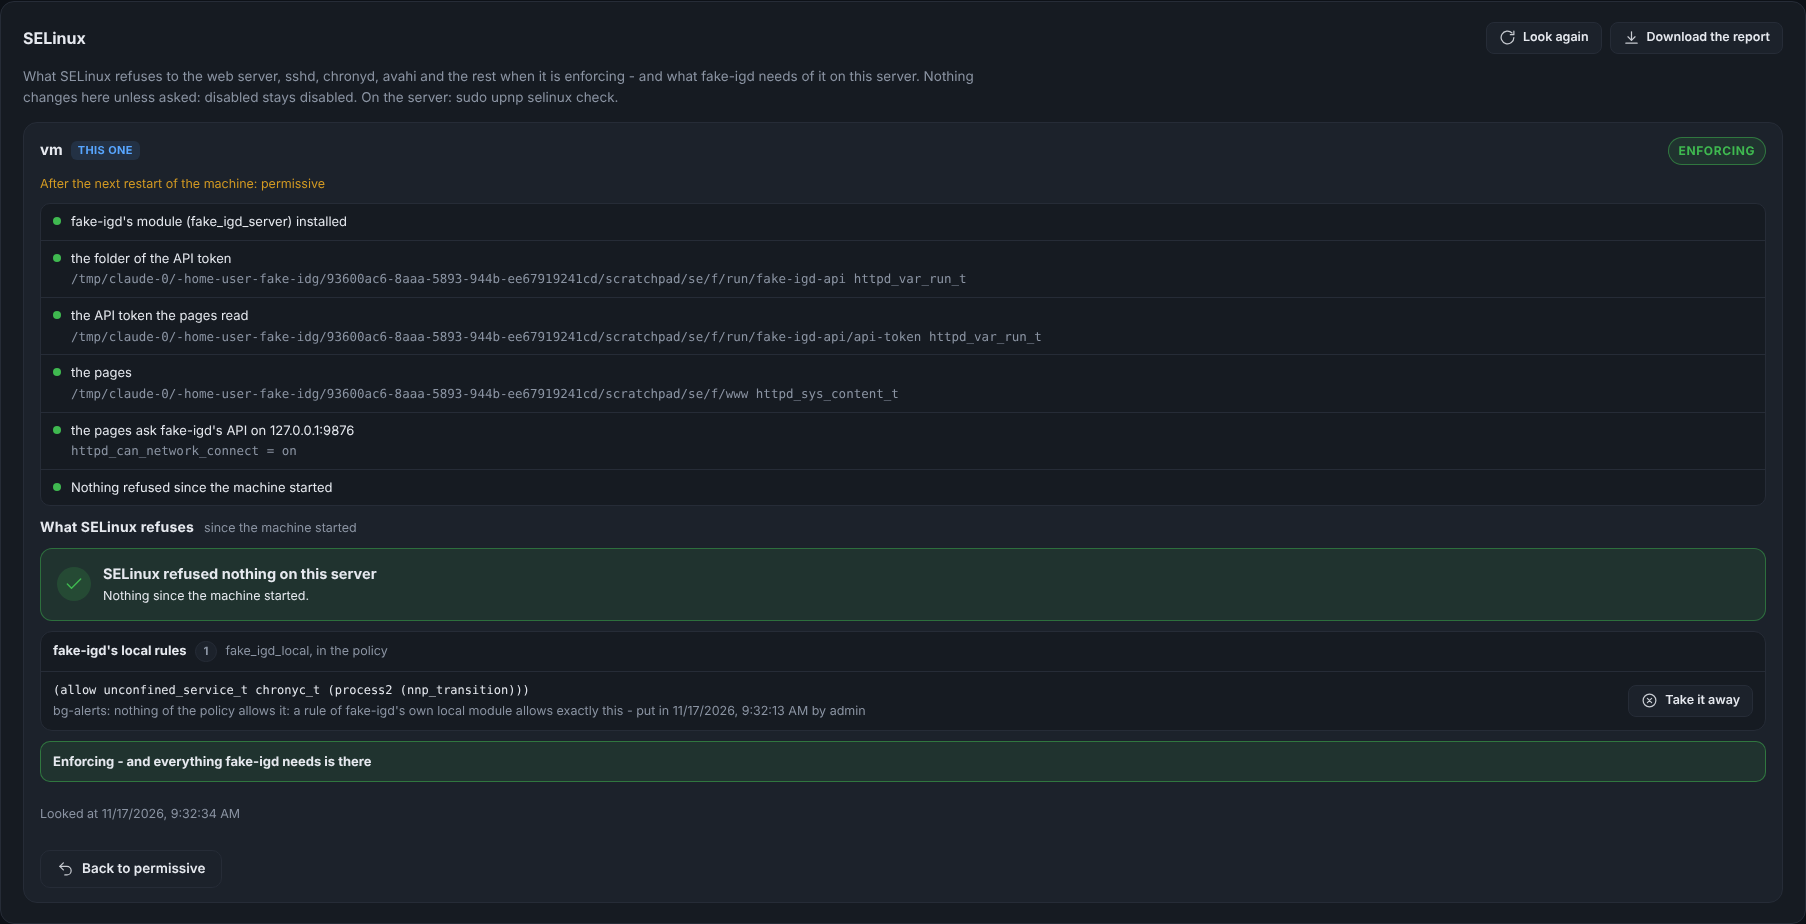 SELinux
Look again
Download the report
What SELinux refuses to the web server, sshd, chronyd, avahi and the rest when it is enforcing - and what fake-igd needs of it on this server. Nothing
changes here unless asked: disabled stays disabled. On the server: sudo upnp selinux check.
vm THIS ONE
ENFORCING
After the next restart of the machine: permissive
fake-igd's module (fake_igd_server) installed
the folder of the API token
/tmp/claude-0/-home-user-fake-idg/93600ac6-8aaa-5893-944b-ee67919241cd/scratchpad/se/f/run/fake-igd-api httpd_var_run_t
the API token the pages read
/tmp/claude-0/-home-user-fake-idg/93600ac6-8aaa-5893-944b-ee67919241cd/scratchpad/se/f/run/fake-igd-api/api-token httpd_var_run_t
the pages
/tmp/claude-0/-home-user-fake-idg/93600ac6-8aaa-5893-944b-ee67919241cd/scratchpad/se/f/www httpd_sys_content_t
the pages ask fake-igd's API on 127.0.0.1:9876
httpd_can_network_connect = on
Nothing refused since the machine started
What SELinux refuses since the machine started
SELinux refused nothing on this server
Nothing since the machine started.
fake-igd's local rules 1 fake_igd_local, in the policy
(allow unconfined_service_t chronyc_t (process2 (nnp_transition)))
bg-alerts: nothing of the policy allows it: a rule of fake-igd's own local module allows exactly this - put in 11/17/2026, 9:32:13 AM by admin
Take it away
Enforcing - and everything fake-igd needs is there
Looked at 11/17/2026, 9:32:34 AM
Back to permissive